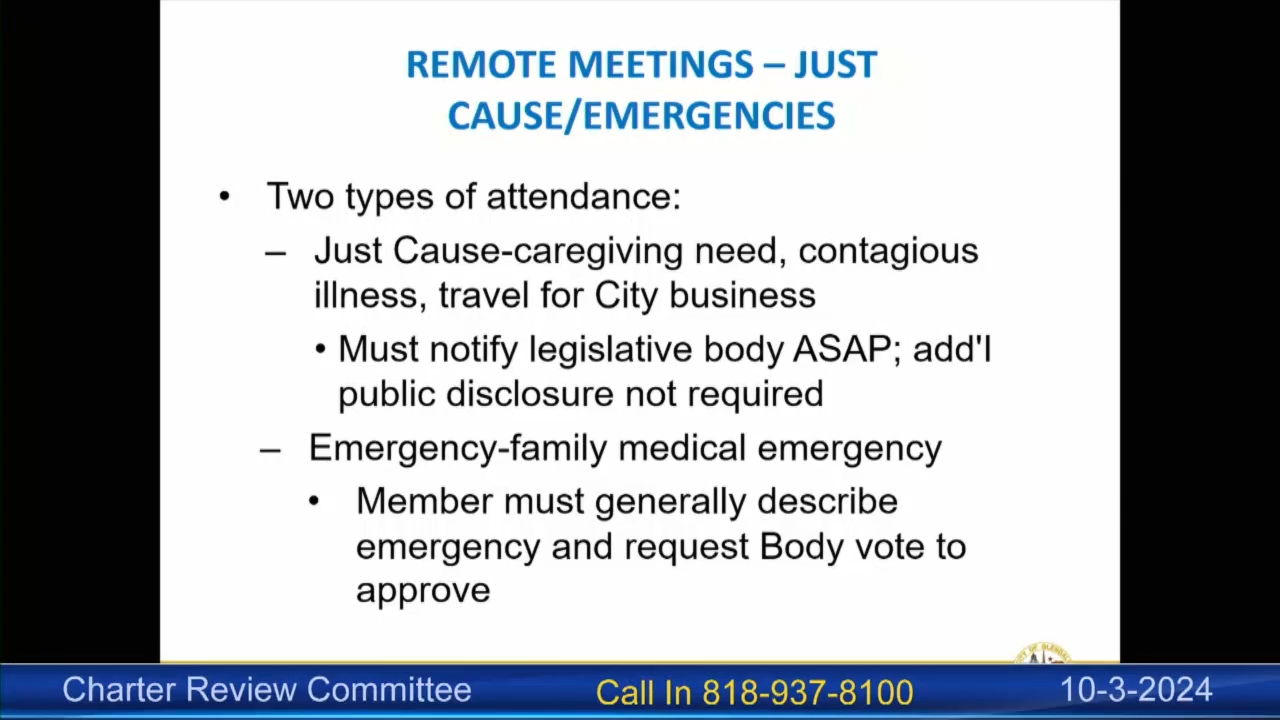 REMOTE MEETINGS – JUST
CAUSE/EMERGENCIES
• Two types of attendance:
– Just Cause-caregiving need, contagious
illness, travel for City business
• Must notify legislative body ASAP; add'l
public disclosure not required
– Emergency-family medical emergency
• Member must generally describe
emergency and request Body vote to
approve
Charter Review Committee
Call In 818-937-8100
10-3-2024